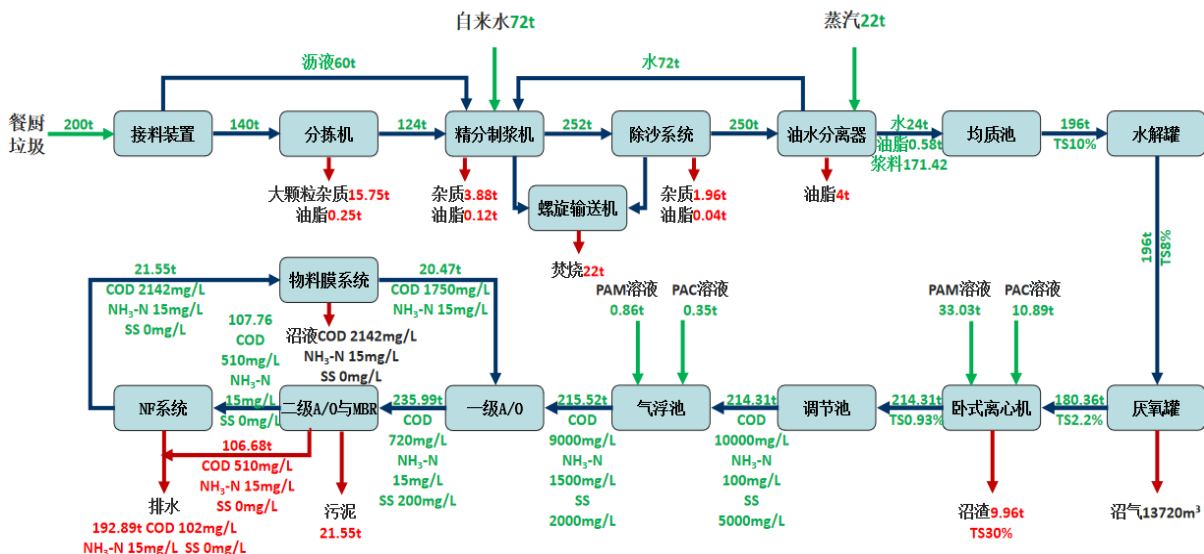 自来水72t
蒸汽22t
沥液60t
水72t
餐厨
垃圾
200t
接料装置
140t
分拣机
124t
精分制浆机
252t
除沙系统
250t
油水分离器
水24t
油脂0.58t
浆料171.42
均质池
196t
TS10%
水解罐
大颗粒杂质15.75t
油脂0.25t
杂质3.88t
油脂0.12t
螺旋输送机
杂质1.96t
油脂0.04t
油脂4t
焚烧22t
196t
TS8%
21.55t
COD 2142mg/L
NH₃-N 15mg/L
SS 0mg/L
物料膜系统
20.47t
COD 1750mg/L
NH₃-N 15mg/L
沼液COD 2142mg/L
NH₃-N 15mg/L
SS 0mg/L
PAM溶液
0.86t
PAC溶液
0.35t
PAM溶液
33.03t
PAC溶液
10.89t
107.76
COD
510mg/L
NH₃-N
15mg/L
SS 0mg/L
NF系统
二级A/O与MBR
235.99t
COD
720mg/L
NH₃-N
15mg/L
SS 200mg/L
一级A/O
215.52t
COD
9000mg/L
NH₃-N
1500mg/L
SS
2000mg/L
气浮池
214.31t
COD
10000mg/L
NH₃-N
100mg/L
SS
5000mg/L
调节池
214.31t
TS0.93%
卧式离心机
180.36t
TS2.2%
厌氧罐
106.68t
COD 510mg/L
NH₃-N 15mg/L
SS 0mg/L
排水
192.89t COD 102mg/L
NH₃-N 15mg/L SS 0mg/L
污泥
21.55t
沼渣9.96t
TS30%
沼气13720m³